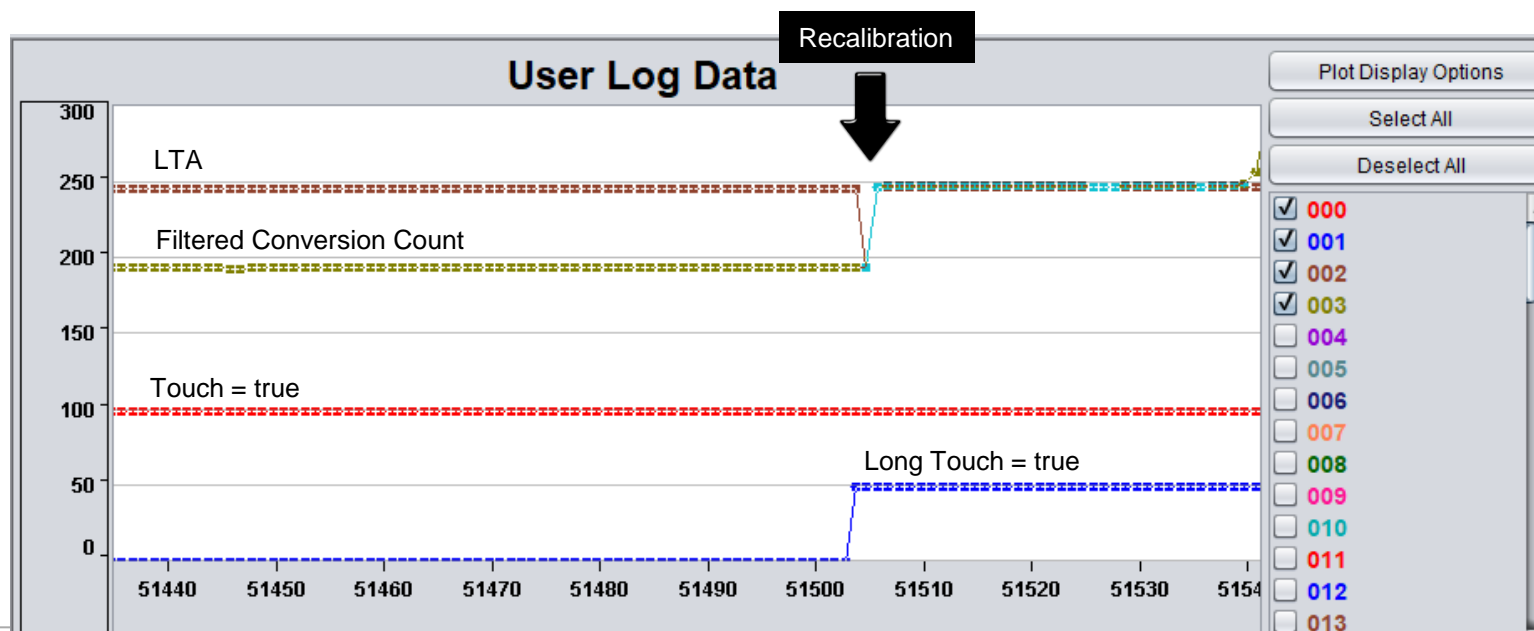 Recalibration
User Log Data
300
250
200
150
100
50
0
LTA
Filtered Conversion Count
Touch = true
Long Touch = true
51440 51450 51460 51470 51480 51490 51500 51510 51520 51530 5154
Plot Display Options
Select All
Deselect All
000
001
002
003
004
005
006
007
008
009
010
011
012
013